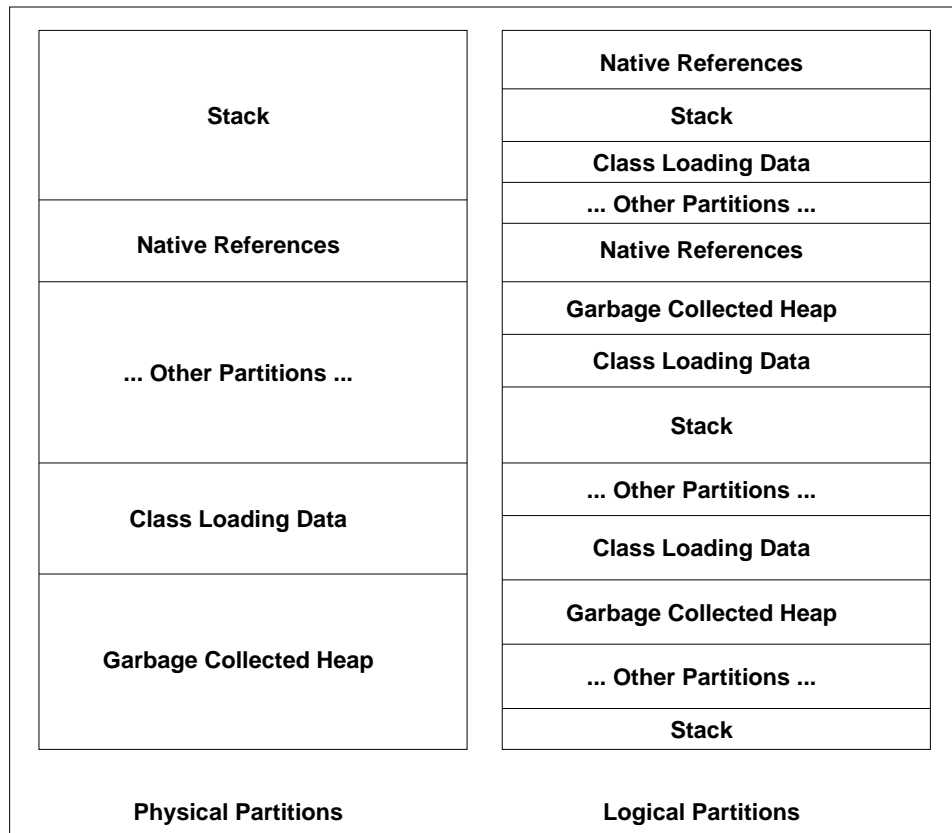 Stack
Native References
... Other Partitions ...
Class Loading Data
Garbage Collected Heap
Physical Partitions
Native References
Stack
Class Loading Data
... Other Partitions ...
Native References
Garbage Collected Heap
Class Loading Data
Stack
... Other Partitions ...
Class Loading Data
Garbage Collected Heap
... Other Partitions ...
Stack
Logical Partitions